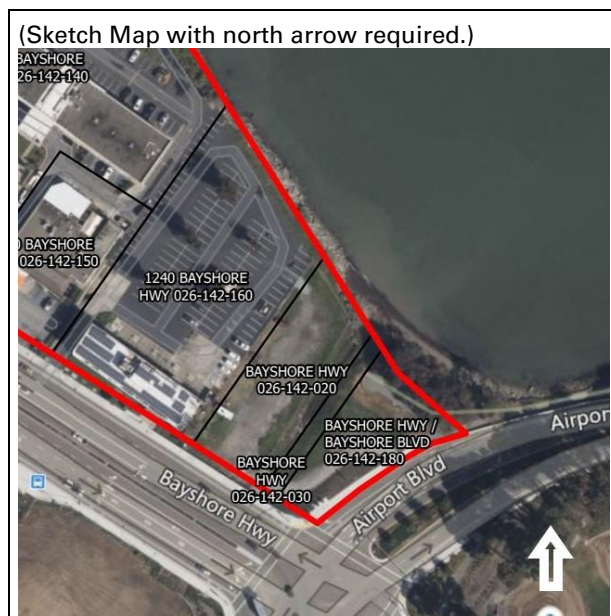 (Sketch Map with north arrow required.)
BAYSHORE
26-142-140
BAYSHORE
026-142-150
1240 BAYSHORE
HWY 026-142-160
BAYSHORE HWY
026-142-020
BAYSHORE HWY /
BAYSHORE BLVD
026-142-180
BAYSHORE
HWY
026-142-030
Bayshore Hwy
Airport Blvd
Airpor